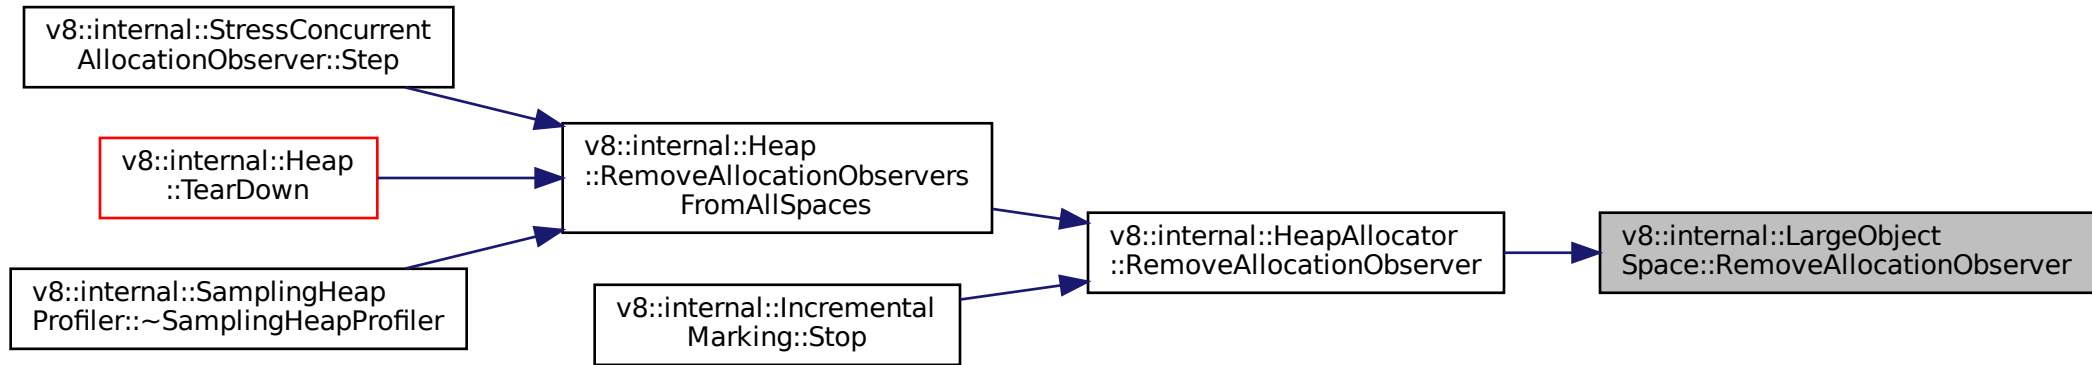 v8::internal::StressConcurrent
AllocationObserver::Step
v8::internal::Heap
::TearDown
v8::internal::SamplingHeap
Profiler::~SamplingHeapProfiler
v8::internal::Heap
::RemoveAllocationObservers
FromAllSpaces
v8::internal::Incremental
Marking::Stop
v8::internal::HeapAllocator
::RemoveAllocationObserver
v8::internal::LargeObject
Space::RemoveAllocationObserver